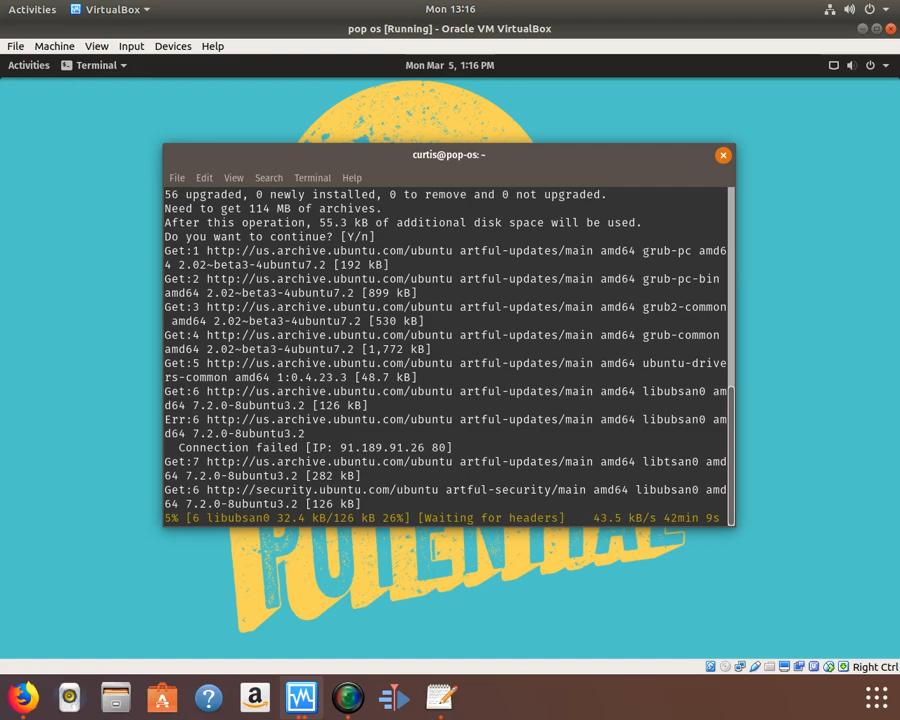 Activities VirtualBox Mon 13:16
pop os [Running] - Oracle VM VirtualBox
File Machine View Input Devices Help
Activities Terminal Mon Mar 5, 1:16 PM
curtis@pop-os: ~
File Edit View Search Terminal Help
56 upgraded, 0 newly installed, 0 to remove and 0 not upgraded.
Need to get 114 MB of archives.
After this operation, 55.3 kB of additional disk space will be used.
Do you want to continue? [Y/n]
Get:1 http://us.archive.ubuntu.com/ubuntu artful-updates/main amd64 grub-pc amd6
4 2.02~beta3-4ubuntu7.2 [192 kB]
Get:2 http://us.archive.ubuntu.com/ubuntu artful-updates/main amd64 grub-pc-bin
amd64 2.02~beta3-4ubuntu7.2 [899 kB]
Get:3 http://us.archive.ubuntu.com/ubuntu artful-updates/main amd64 grub2-common
 amd64 2.02~beta3-4ubuntu7.2 [530 kB]
Get:4 http://us.archive.ubuntu.com/ubuntu artful-updates/main amd64 grub-common
amd64 2.02~beta3-4ubuntu7.2 [1,772 kB]
Get:5 http://us.archive.ubuntu.com/ubuntu artful-updates/main amd64 ubuntu-drive
rs-common amd64 1:0.4.23.3 [48.7 kB]
Get:6 http://us.archive.ubuntu.com/ubuntu artful-updates/main amd64 libubsan0 am
d64 7.2.0-8ubuntu3.2 [126 kB]
Err:6 http://us.archive.ubuntu.com/ubuntu artful-updates/main amd64 libubsan0 am
d64 7.2.0-8ubuntu3.2
  Connection failed [IP: 91.189.91.26 80]
Get:7 http://us.archive.ubuntu.com/ubuntu artful-updates/main amd64 libtsan0 amd
64 7.2.0-8ubuntu3.2 [282 kB]
Get:6 http://security.ubuntu.com/ubuntu artful-security/main amd64 libubsan0 amd
64 7.2.0-8ubuntu3.2 [126 kB]
5% [6 libubsan0 32.4 kB/126 kB 26%] [Waiting for headers] 43.5 kB/s 42min 9s
POTENTIAL
Right Ctrl